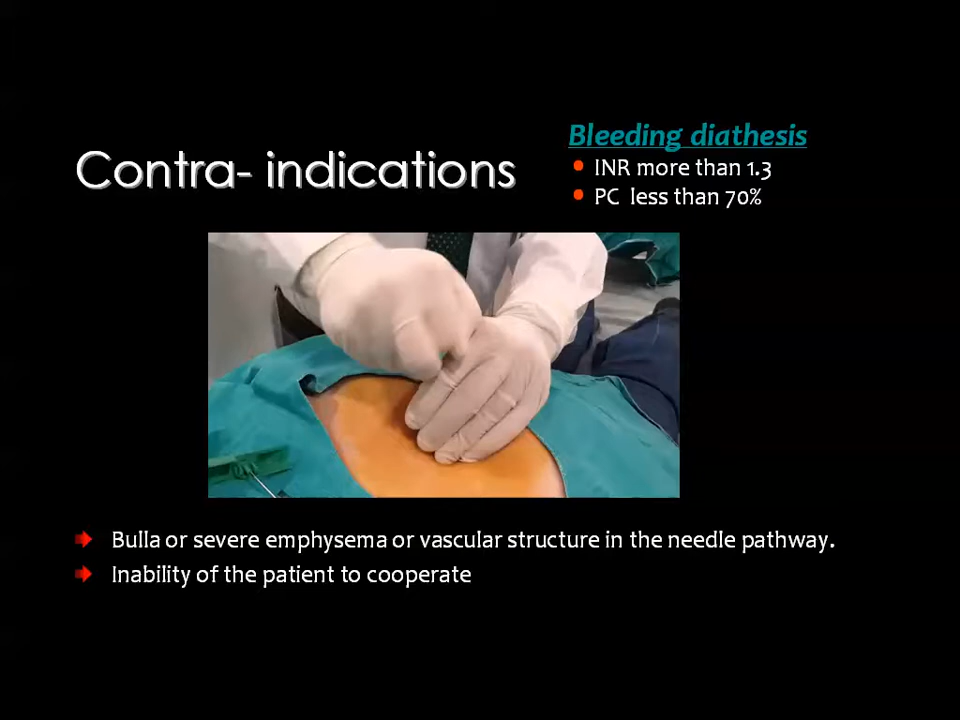 Contra- indications
Bleeding diathesis
INR more than 1.3
PC less than 70%
Bulla or severe emphysema or vascular structure in the needle pathway.
Inability of the patient to cooperate